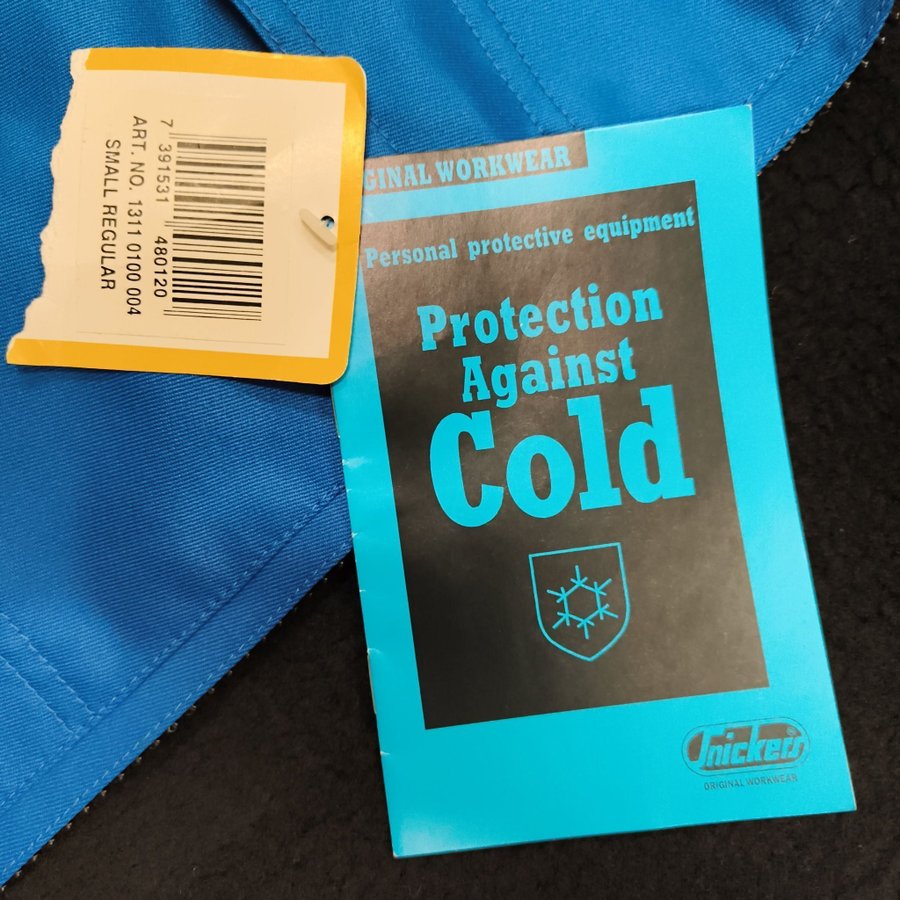 7 391531 480120
ART. NO. 1311 0100 004
SMALL REGULAR
GINAL WORKWEAR
Personal protective equipment
Protection
Against
Cold
Snickers
ORIGINAL WORKWEAR